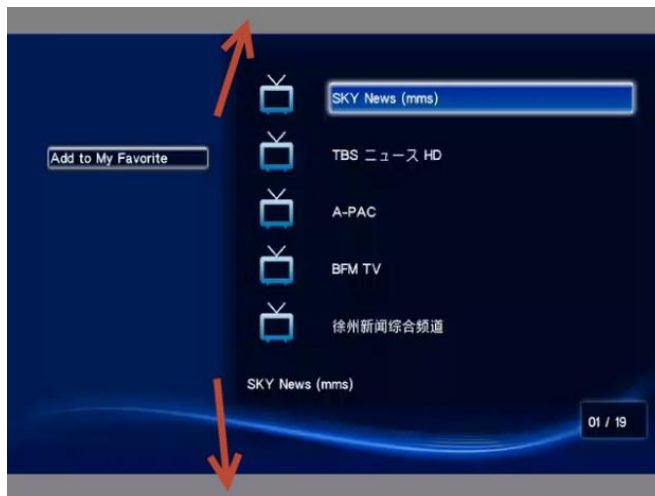 SKY News (mms)
Add to My Favorite
TBS ニュース HD
A-PAC
BFM TV
徐州新闻综合频道
SKY News (mms)
01 / 19